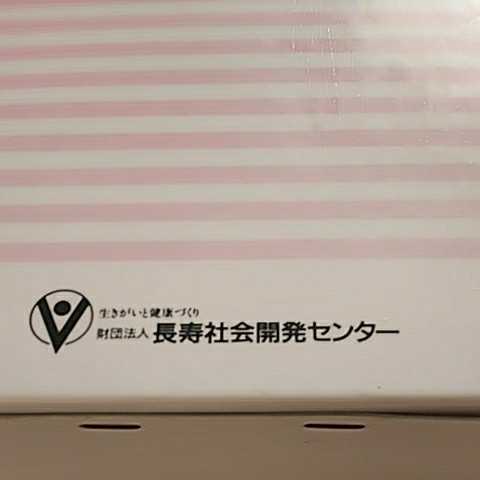 生きがいと健康づくり
財団法人 長寿社会開発センター